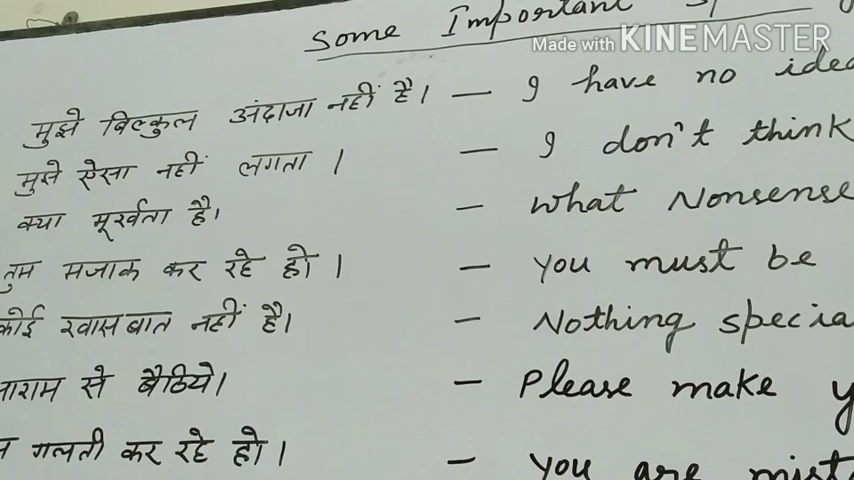 Some Important
Made with KINEMASTER
मुझे बिल्कुल अंदाजा नहीं है। — I have no idea
मुझे ऐसा नहीं लगता। — I don't think
क्या मूर्खता है। — What Nonsense
तुम मजाक कर रहे हो। — You must be
कोई खास बात नहीं है। — Nothing specia
ाराम से बैठिये। — Please make y
गलती कर रहे हो। — You are mist